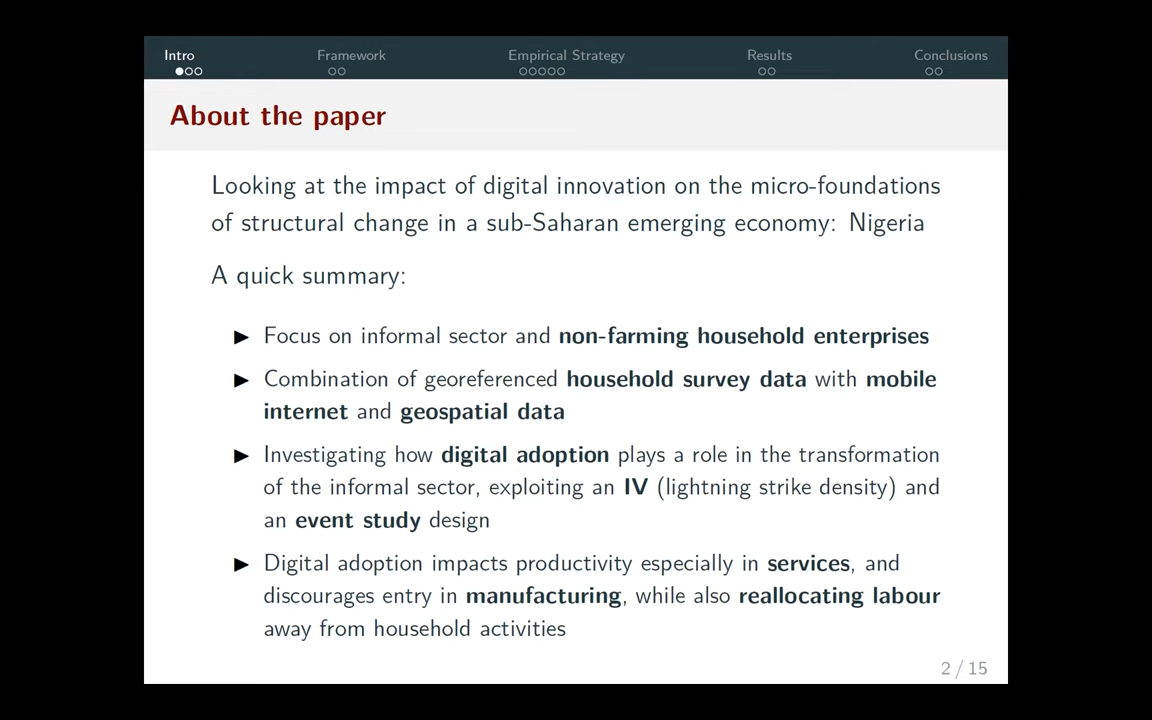 Intro Framework Empirical Strategy Results Conclusions
About the paper
Looking at the impact of digital innovation on the micro-foundations
of structural change in a sub-Saharan emerging economy: Nigeria
A quick summary:
▶ Focus on informal sector and non-farming household enterprises
▶ Combination of georeferenced household survey data with mobile
internet and geospatial data
▶ Investigating how digital adoption plays a role in the transformation
of the informal sector, exploiting an IV (lightning strike density) and
an event study design
▶ Digital adoption impacts productivity especially in services, and
discourages entry in manufacturing, while also reallocating labour
away from household activities
2 / 15